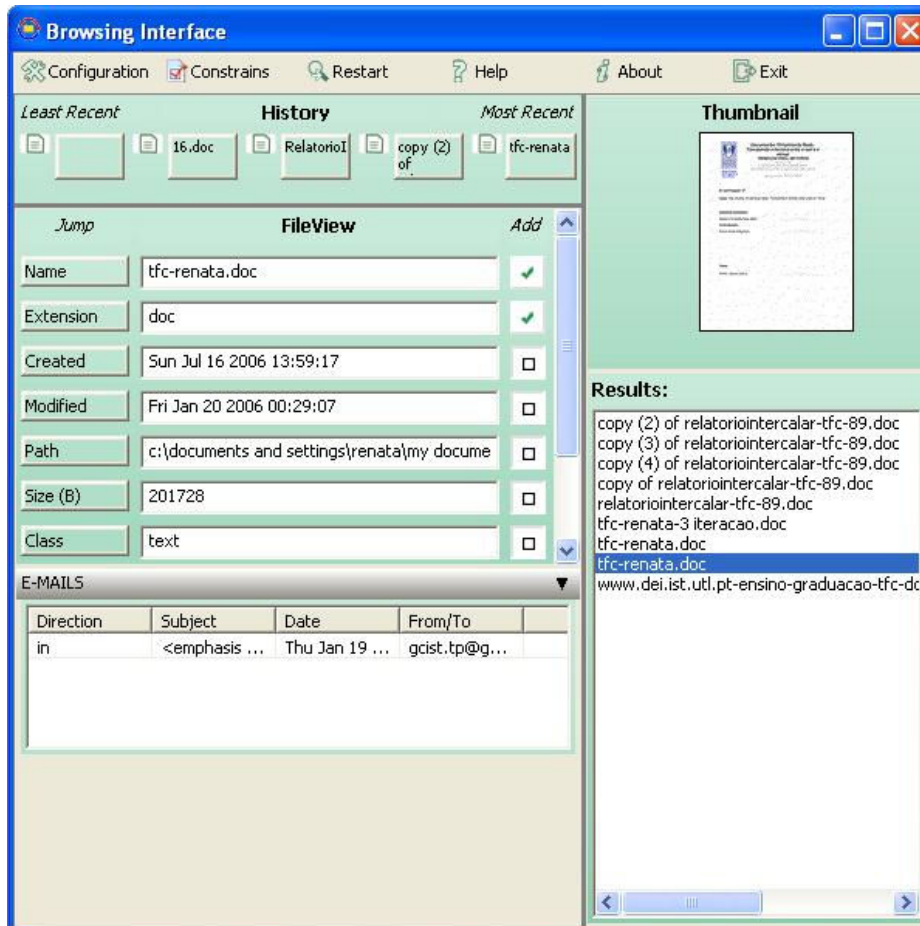 Browsing Interface
Configuration Constrains Restart Help About Exit
Least Recent History Most Recent
16.doc RelatorioI copy (2) of tfc-renata
Jump FileView Add
Name tfc-renata.doc
Extension doc
Created Sun Jul 16 2006 13:59:17
Modified Fri Jan 20 2006 00:29:07
Path c:\documents and settings\renata\my docume
Size (B) 201728
Class text
E-MAILS
Direction Subject Date From/To
in <emphasis ... Thu Jan 19 ... gcist.tp@g...
Thumbnail
Results:
copy (2) of relatoriointercalar-tfc-89.doc
copy (3) of relatoriointercalar-tfc-89.doc
copy (4) of relatoriointercalar-tfc-89.doc
copy of relatoriointercalar-tfc-89.doc
relatoriointercalar-tfc-89.doc
tfc-renata-3 iteracao.doc
tfc-renata.doc
tfc-renata.doc
www.dei.ist.utl.pt-ensino-graduacao-tfc-dc